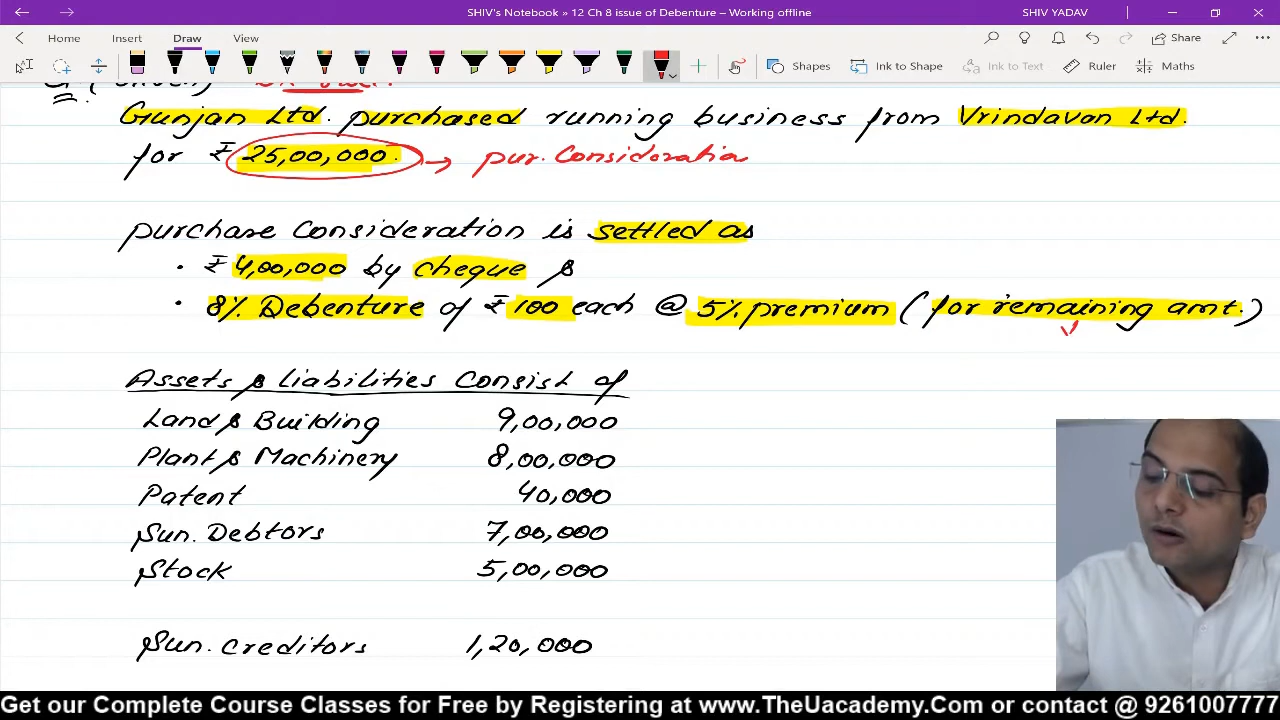 SHIV's Notebook » 12 Ch 8 issue of Debenture – Working offline
SHIV YADAV
Home Insert Draw View
Share
Shapes Ink to Shape Ink to Text Ruler Maths
Gunjan Ltd. purchased running business from Vrindavan Ltd.
for ₹ 25,00,000. → pur. Consideration
purchase Consideration is settled as
• ₹ 4,00,000 by cheque &
• 8% Debenture of ₹ 100 each @ 5% premium (for remaining amt.)
Assets & Liabilities Consist of
Land & Building 9,00,000
Plant & Machinery 8,00,000
Patent 40,000
Sun. Debtors 7,00,000
Stock 5,00,000
Sun. Creditors 1,20,000
Get our Complete Course Classes for Free by Registering at www.TheUacademy.Com or contact @ 9261007777